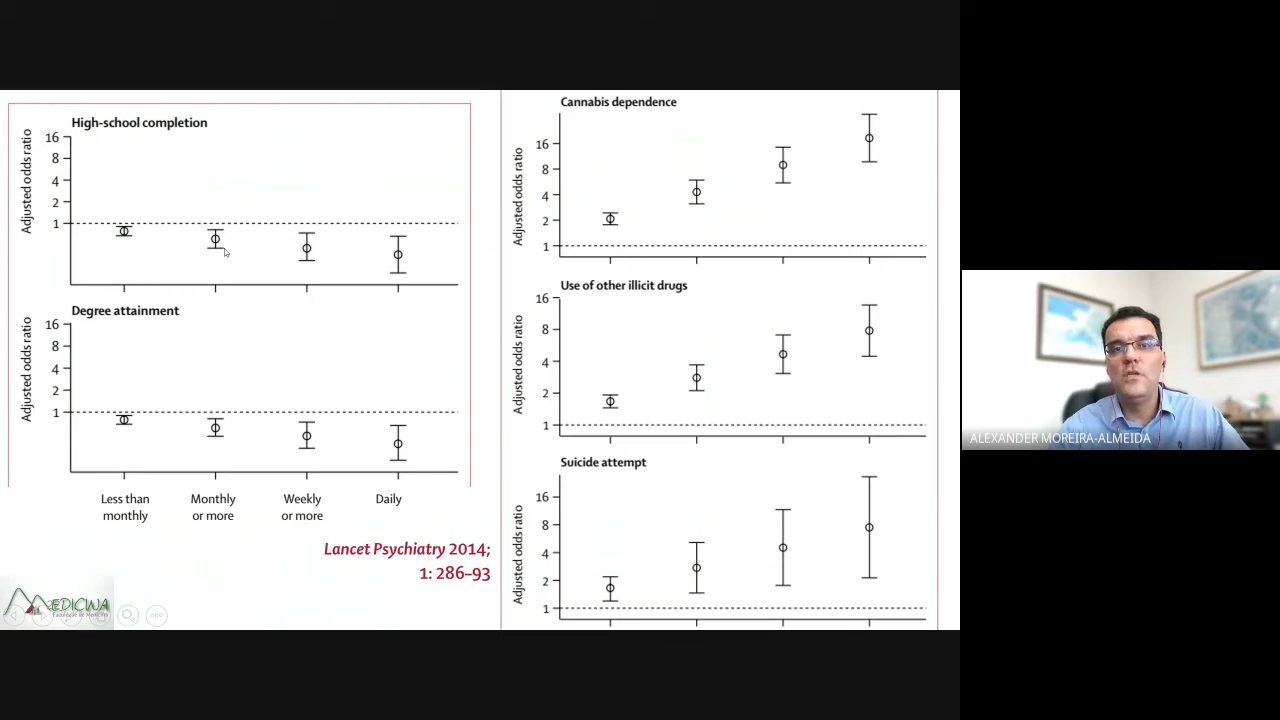 High-school completion
Adjusted odds ratio
16
8
4
2
1
Degree attainment
Adjusted odds ratio
16
8
4
2
1
Less than
monthly
Monthly
or more
Weekly
or more
Daily
Lancet Psychiatry 2014;
1: 286–93
Cannabis dependence
Adjusted odds ratio
16
8
4
2
1
Use of other illicit drugs
Adjusted odds ratio
16
8
4
2
1
Suicide attempt
Adjusted odds ratio
16
8
4
2
1
Faculdade de Medicina
ALEXANDER MOREIRA-ALMEIDA